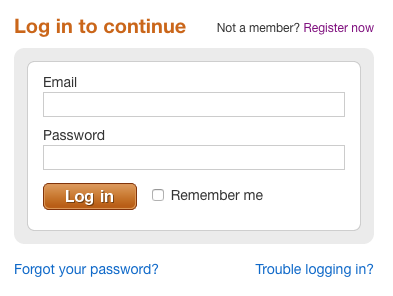 Log in to continue Not a member? Register now
Email
Password
Log in Remember me
Forgot your password? Trouble logging in?